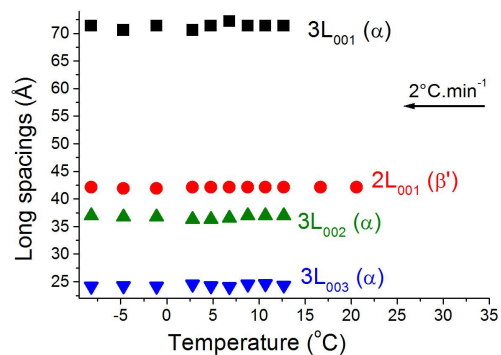 70
65
60
55
50
45
40
35
30
25
Long spacings (Å)
3L001 (α)
2°C.min-1
2L001 (β')
3L002 (α)
3L003 (α)
-5 0 5 10 15 20 25 30 35
Temperature (oC)